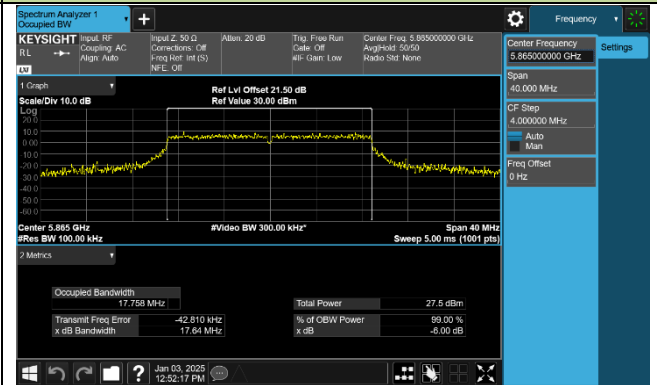 Spectrum Analyzer 1
Occupied BW
Frequency
KEYSIGHT
RL
LXI
Input: RF
Coupling: AC
Align: Auto
Input Z: 50 Ω
Corrections: Off
Freq Ref: Int (S)
NFE: Off
Atten: 20 dB
Trig: Free Run
Gate: Off
#IF Gain: Low
Center Freq: 5.865000000 GHz
Avg|Hold: 50/50
Radio Std: None
Center Frequency
5.865000000 GHz
Settings
Span
40.000 MHz
CF Step
4.000000 MHz
Auto
Man
Freq Offset
0 Hz
1 Graph
Scale/Div 10.0 dB
Ref Lvl Offset 21.50 dB
Ref Value 30.00 dBm
Log
20.0
10.0
0.00
-10.0
-20.0
-30.0
-40.0
-50.0
-60.0
Center 5.865 GHz
#Video BW 300.00 kHz*
Span 40 MHz
#Res BW 100.00 kHz
Sweep 5.00 ms (1001 pts)
2 Metrics
Occupied Bandwidth
17.758 MHz
Total Power 27.5 dBm
Transmit Freq Error -42.810 kHz
% of OBW Power 99.00 %
x dB Bandwidth 17.64 MHz
x dB -6.00 dB
?
Jan 03, 2025
12:52:17 PM